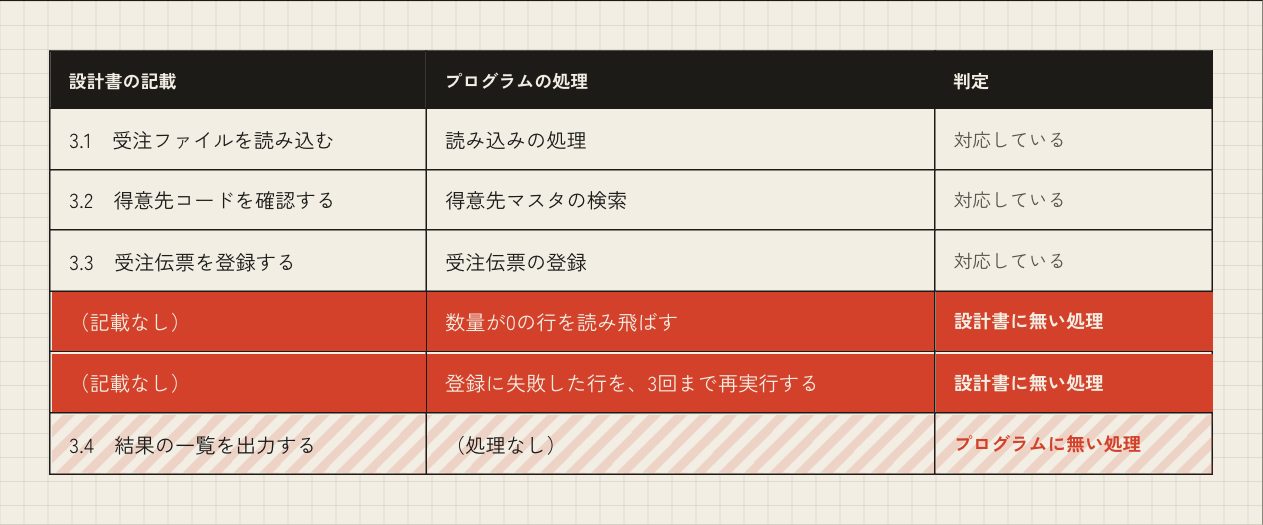 設計書の記載　プログラムの処理　判定
3.1　受注ファイルを読み込む　読み込みの処理　対応している
3.2　得意先コードを確認する　得意先マスタの検索　対応している
3.3　受注伝票を登録する　受注伝票の登録　対応している
（記載なし）　数量が0の行を読み飛ばす　設計書に無い処理
（記載なし）　登録に失敗した行を、3回まで再実行する　設計書に無い処理
3.4　結果の一覧を出力する　（処理なし）　プログラムに無い処理